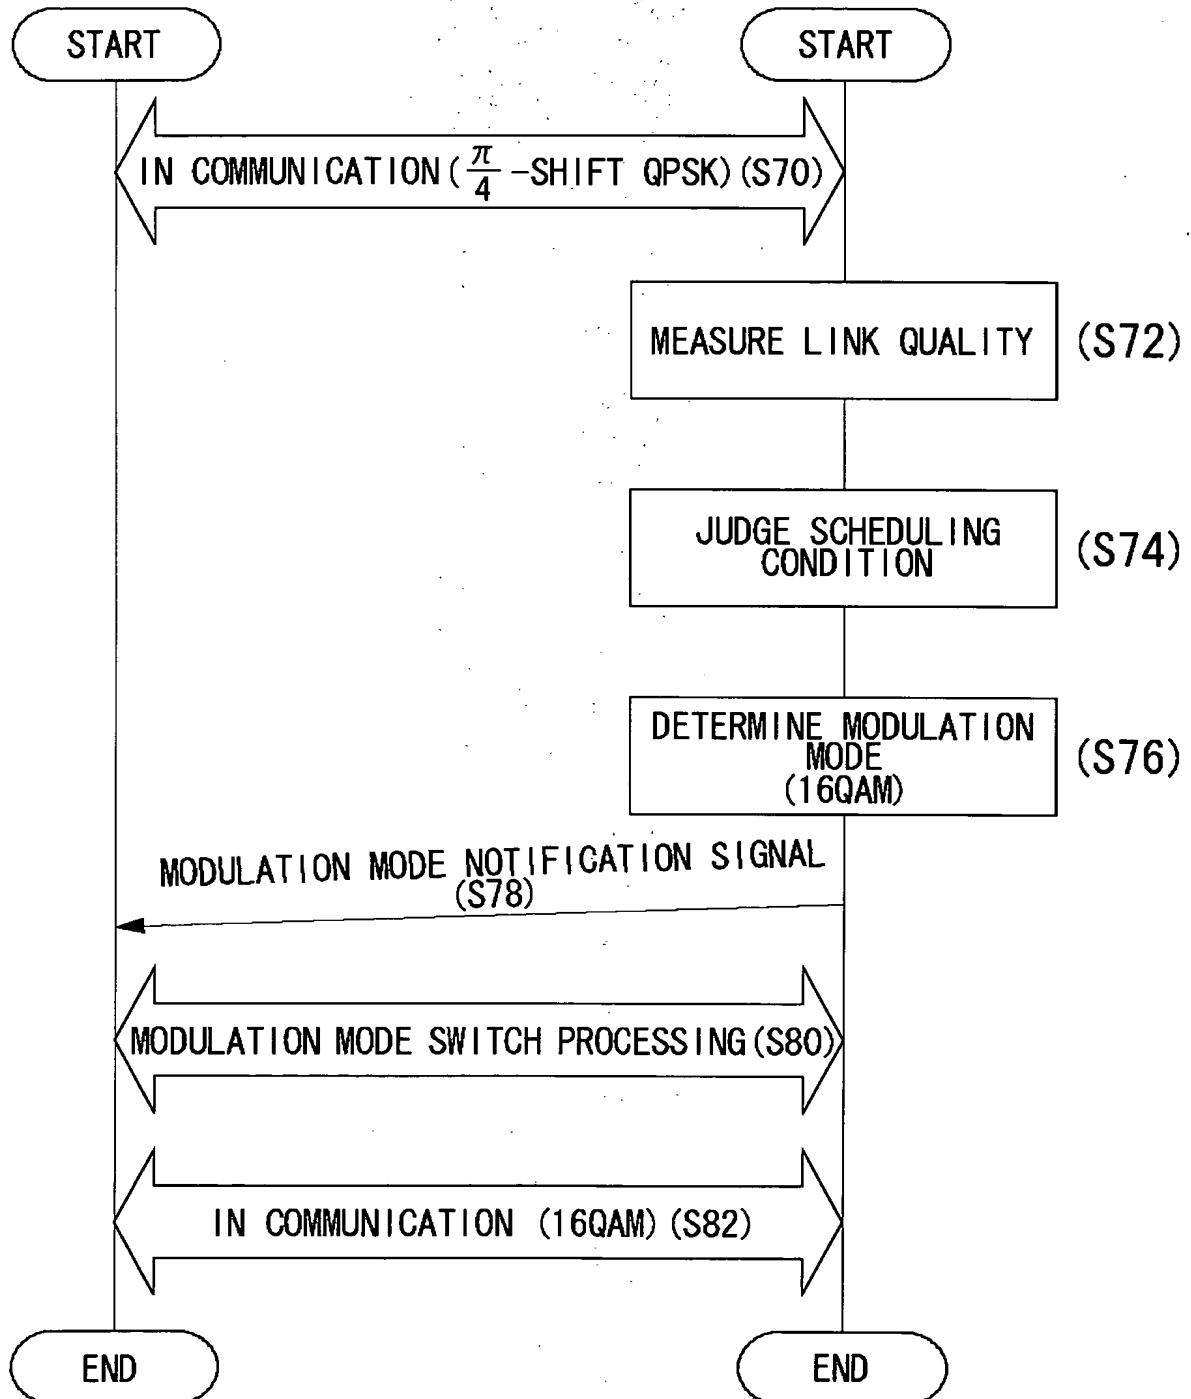 START
START
IN COMMUNICATION (π/4 -SHIFT QPSK) (S70)
MEASURE LINK QUALITY
(S72)
JUDGE SCHEDULING
CONDITION
(S74)
DETERMINE MODULATION
MODE
(16QAM)
(S76)
MODULATION MODE NOTIFICATION SIGNAL
(S78)
MODULATION MODE SWITCH PROCESSING (S80)
IN COMMUNICATION (16QAM) (S82)
END
END